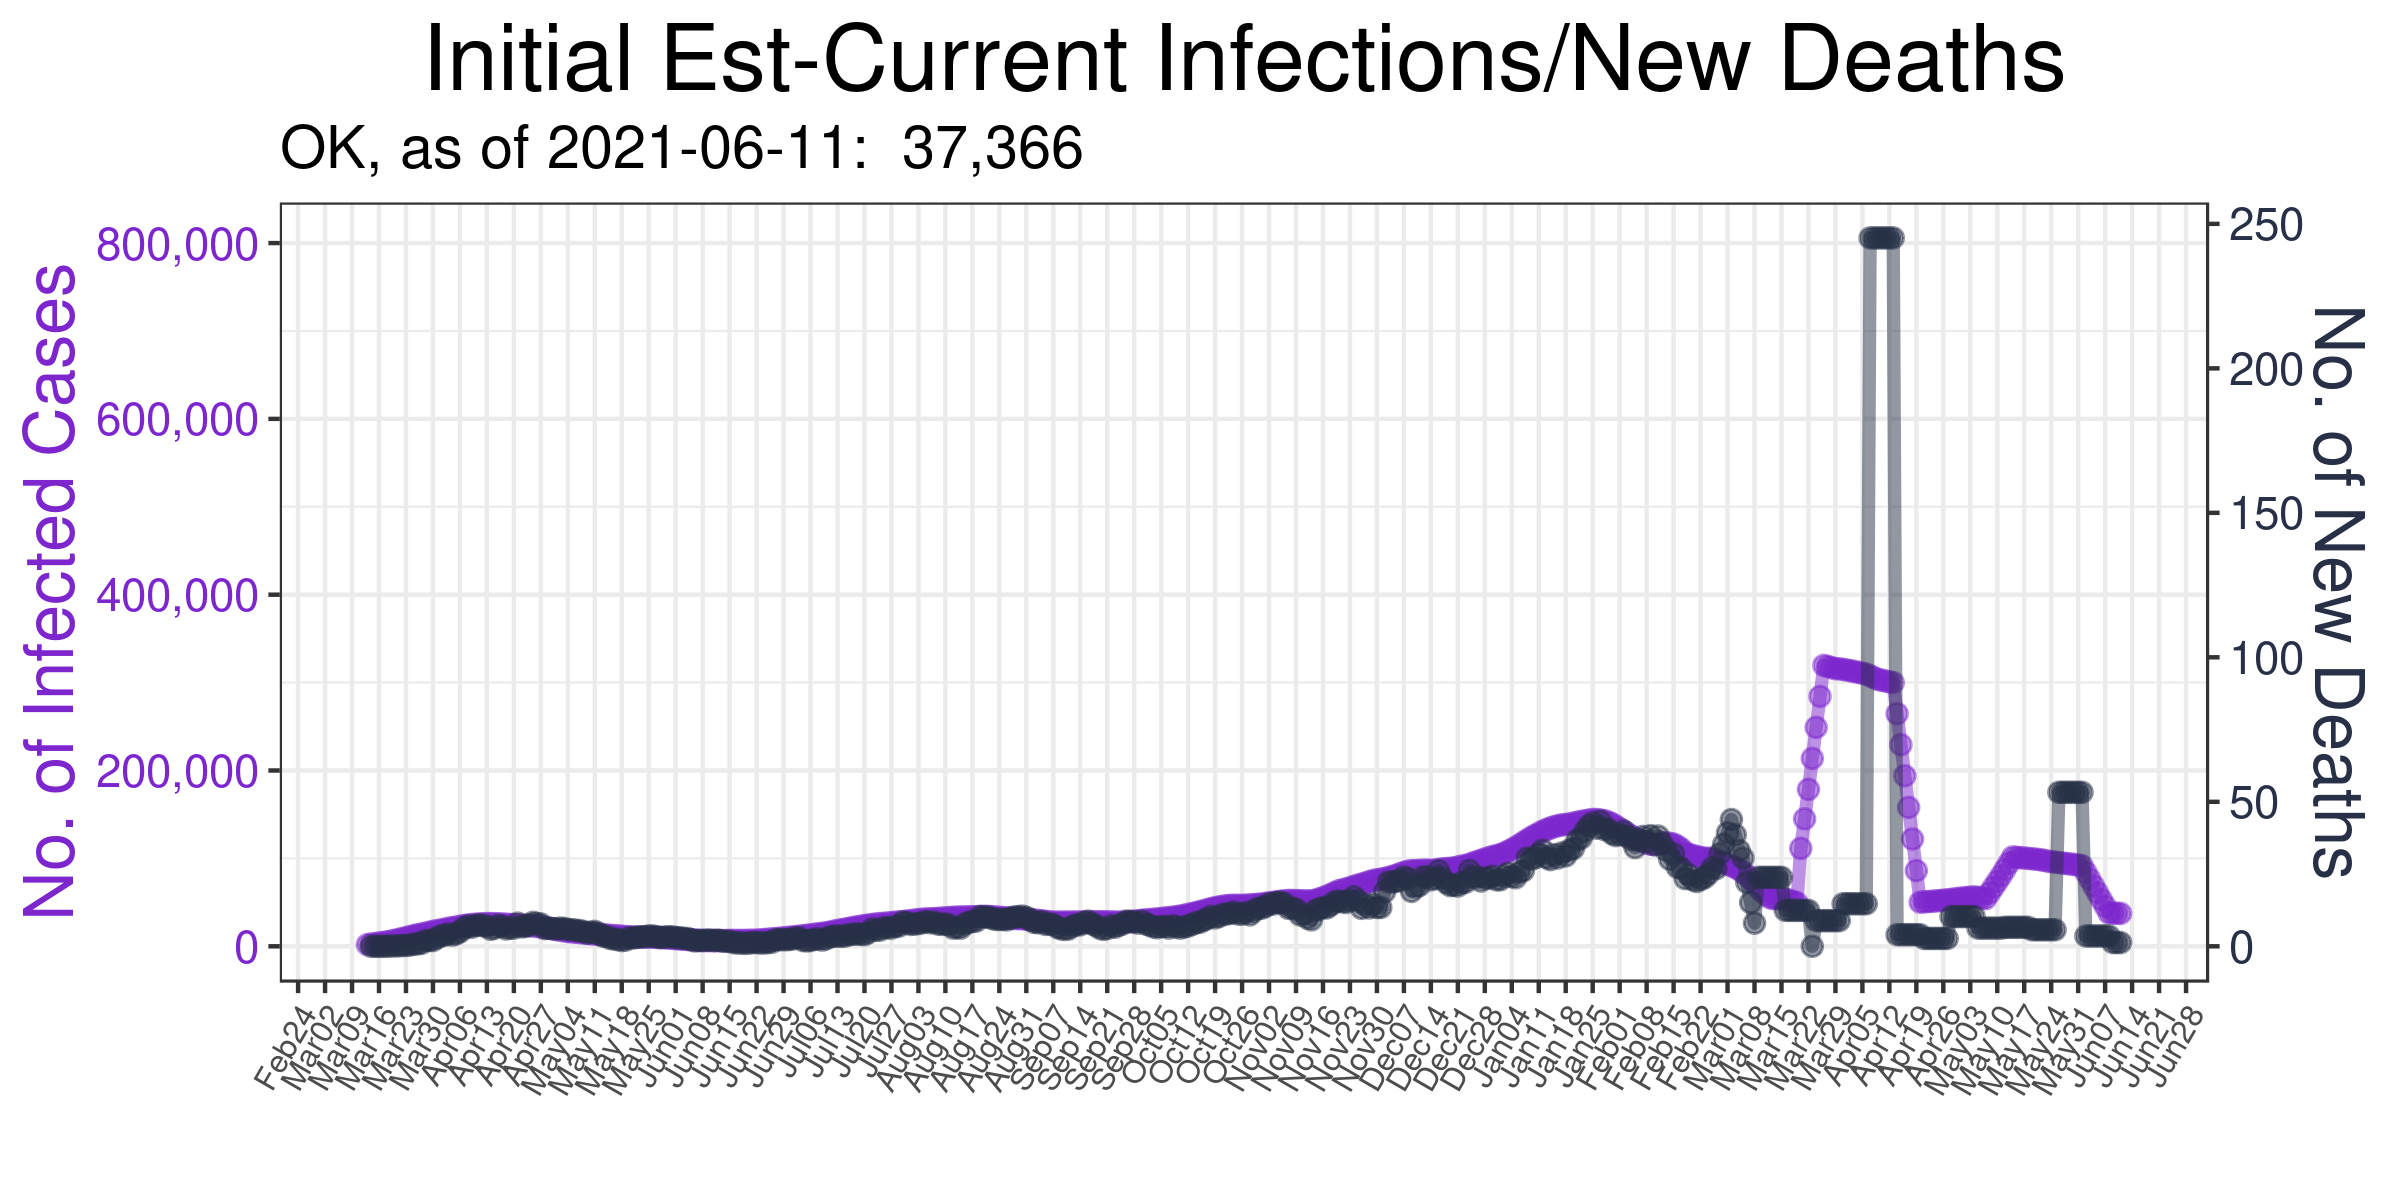 Initial Est-Current Infections/New Deaths
OK, as of 2021-06-11:  37,366
No. of Infected Cases
800,000
600,000
400,000
200,000
0
250
200
150
100
50
0
No. of New Deaths
Feb24
Mar02
Mar09
Mar16
Mar23
Mar30
Apr06
Apr13
Apr20
Apr27
May04
May11
May18
May25
Jun01
Jun08
Jun15
Jun22
Jun29
Jul06
Jul13
Jul20
Jul27
Aug03
Aug10
Aug17
Aug24
Aug31
Sep07
Sep14
Sep21
Sep28
Oct05
Oct12
Oct19
Oct26
Nov02
Nov09
Nov16
Nov23
Nov30
Dec07
Dec14
Dec21
Dec28
Jan04
Jan11
Jan18
Jan25
Feb01
Feb08
Feb15
Feb22
Mar01
Mar08
Mar15
Mar22
Mar29
Apr05
Apr12
Apr19
Apr26
May03
May10
May17
May24
May31
Jun07
Jun14
Jun21
Jun28